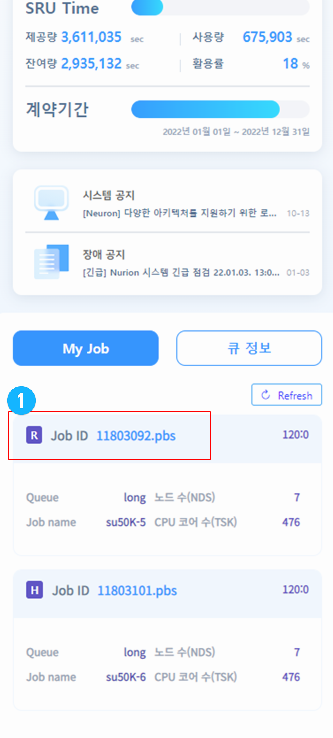 SRU Time
제공량 3,611,035 sec 사용량 675,903 sec
잔여량 2,935,132 sec 활용율 18 %
계약기간
2022년 01월 01일 ~ 2022년 12월 31일
시스템 공지
[Neuron] 다양한 아키텍처를 지원하기 위한 로... 10-13
장애 공지
[긴급] Nurion 시스템 긴급 점검 22.01.03. 13:0... 01-03
My Job 큐 정보
Refresh
1
R Job ID 11803092.pbs 120:0
Queue long 노드 수(NDS) 7
Job name su50K-5 CPU 코어 수(TSK) 476
H Job ID 11803101.pbs 120:0
Queue long 노드 수(NDS) 7
Job name su50K-6 CPU 코어 수(TSK) 476